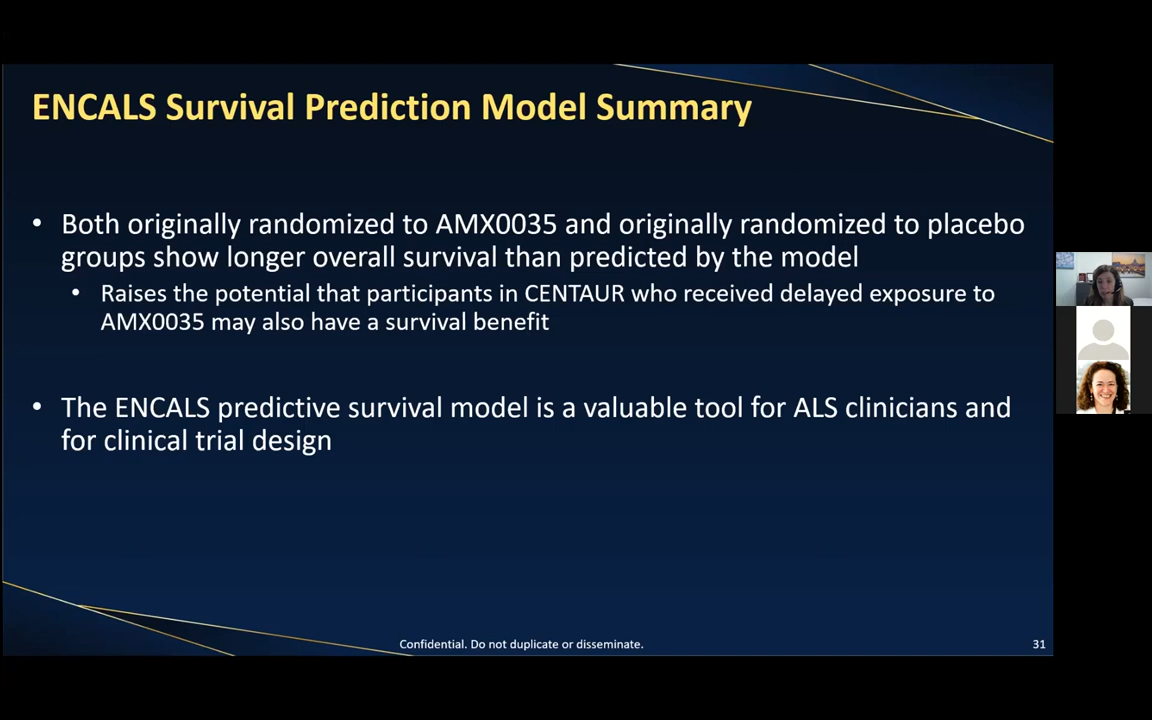 ENCALS Survival Prediction Model Summary
• Both originally randomized to AMX0035 and originally randomized to placebo
groups show longer overall survival than predicted by the model
• Raises the potential that participants in CENTAUR who received delayed exposure to
AMX0035 may also have a survival benefit
• The ENCALS predictive survival model is a valuable tool for ALS clinicians and
for clinical trial design
Confidential. Do not duplicate or disseminate.
31